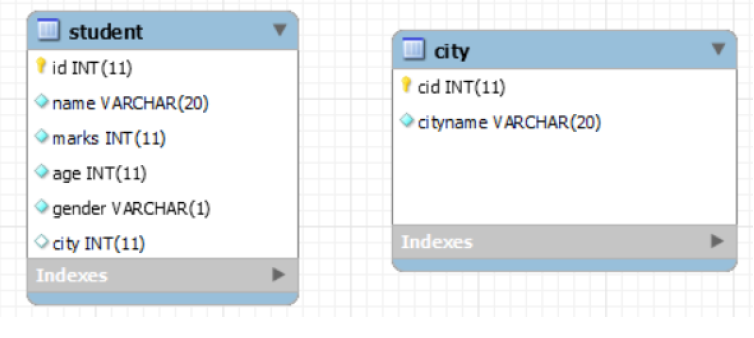 student
id INT(11)
name VARCHAR(20)
marks INT(11)
age INT(11)
gender VARCHAR(1)
city INT(11)
Indexes
city
cid INT(11)
cityname VARCHAR(20)
Indexes